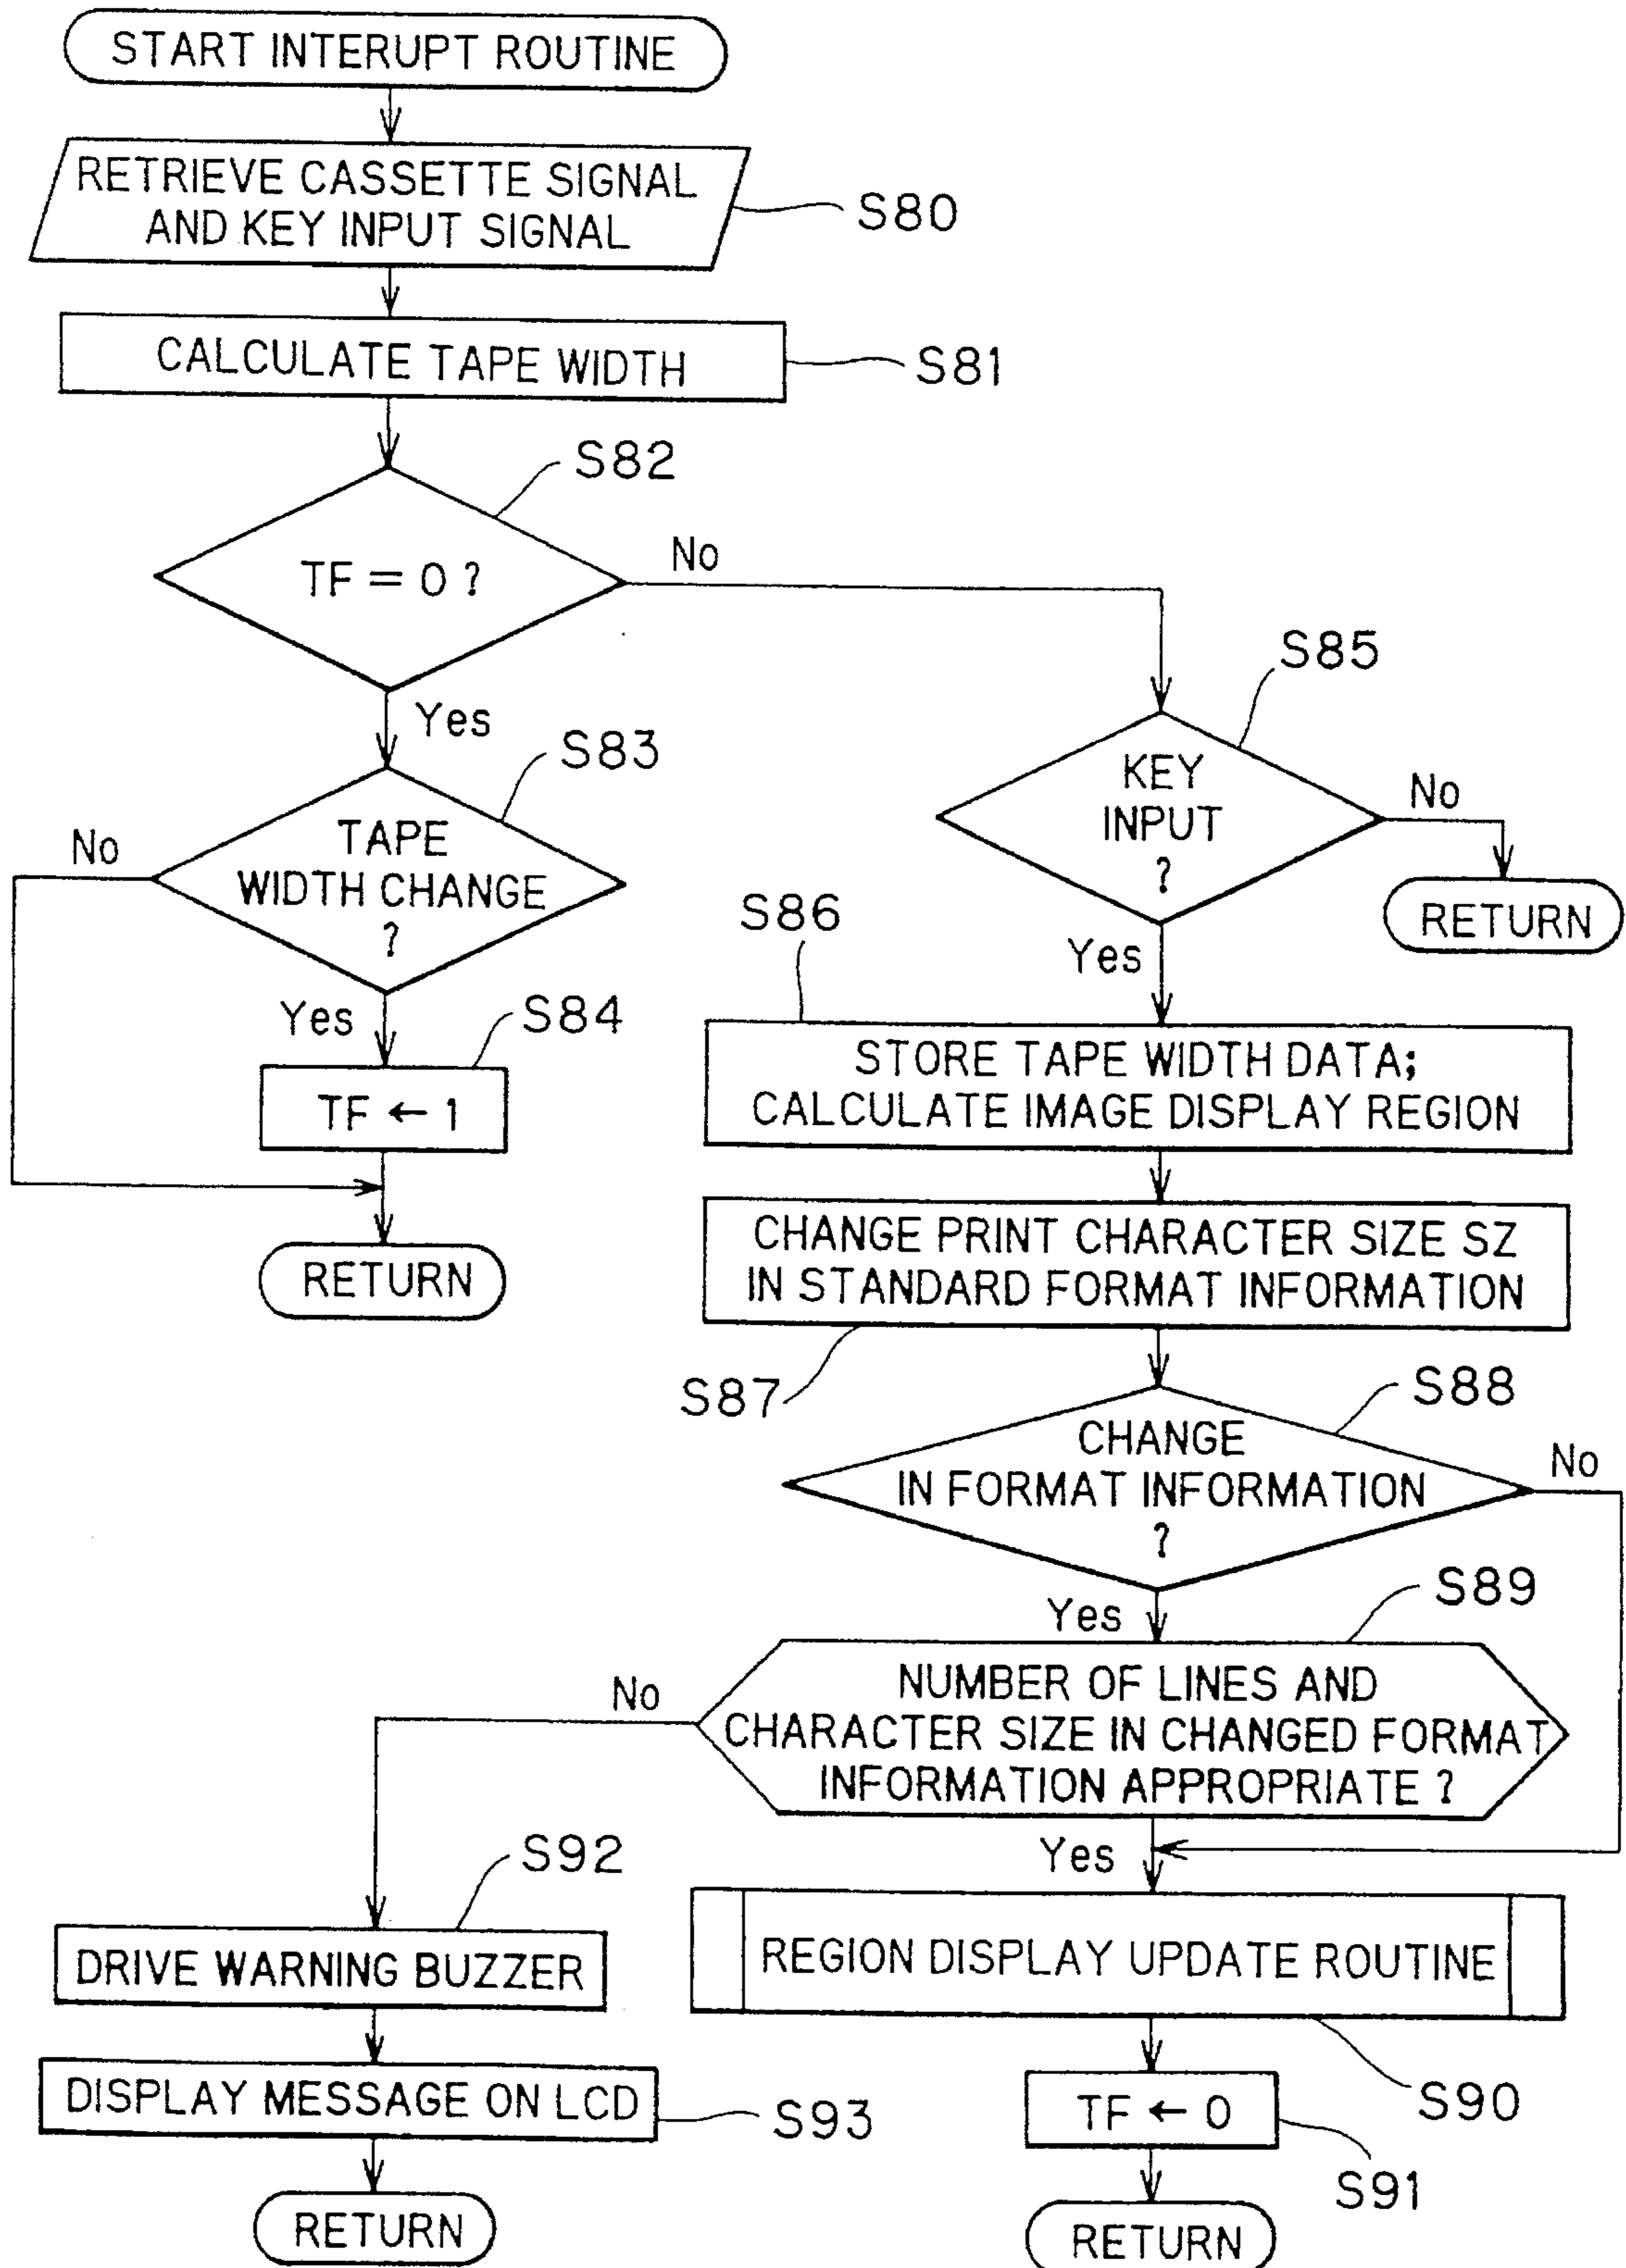 START INTERUPT ROUTINE
RETRIEVE CASSETTE SIGNAL
AND KEY INPUT SIGNAL
S80
CALCULATE TAPE WIDTH
S81
S82
TF = 0 ?
No
Yes
S83
TAPE
WIDTH CHANGE
?
No
Yes
S84
TF ← 1
RETURN
S85
KEY
INPUT
?
No
RETURN
Yes
S86
STORE TAPE WIDTH DATA;
CALCULATE IMAGE DISPLAY REGION
CHANGE PRINT CHARACTER SIZE SZ
IN STANDARD FORMAT INFORMATION
S87
S88
CHANGE
IN FORMAT INFORMATION
?
No
Yes
S89
NUMBER OF LINES AND
CHARACTER SIZE IN CHANGED FORMAT
INFORMATION APPROPRIATE ?
No
Yes
S92
DRIVE WARNING BUZZER
DISPLAY MESSAGE ON LCD
S93
RETURN
REGION DISPLAY UPDATE ROUTINE
S90
TF ← 0
S91
RETURN